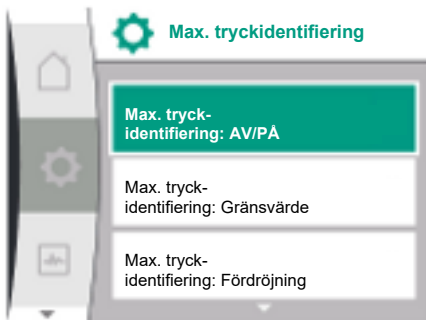 Max. tryckidentifiering
Max. tryck-
identifiering: AV/PÅ
Max. tryck-
identifiering: Gränsvärde
Max. tryck-
identifiering: Fördröjning